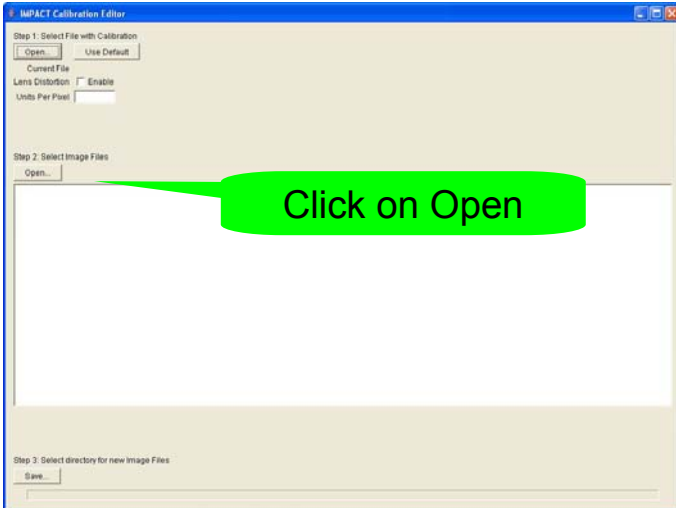 IMPACT Calibration Editor
Step 1: Select File with Calibration
Open... Use Default
Current File
Lens Distortion Enable
Units Per Pixel
Step 2: Select Image Files
Open...
Click on Open
Step 3: Select directory for new Image Files
Save...